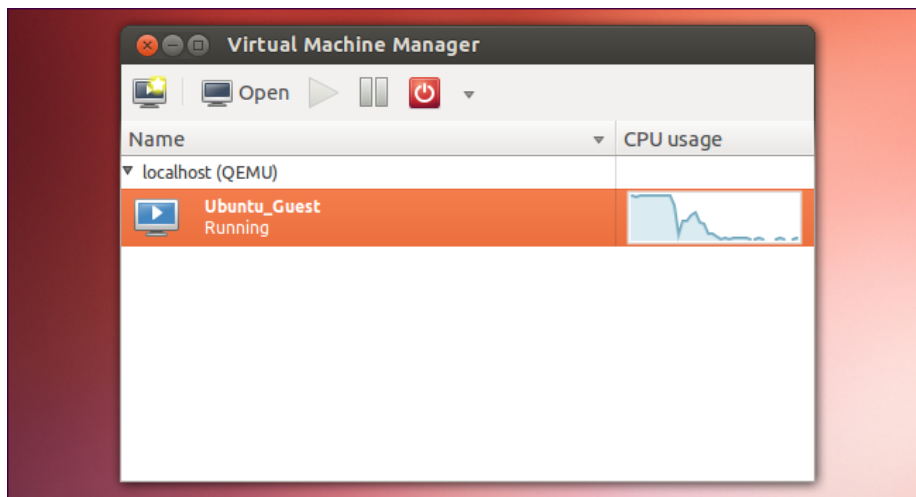 Virtual Machine Manager
Open
Name CPU usage
localhost (QEMU)
Ubuntu_Guest
Running